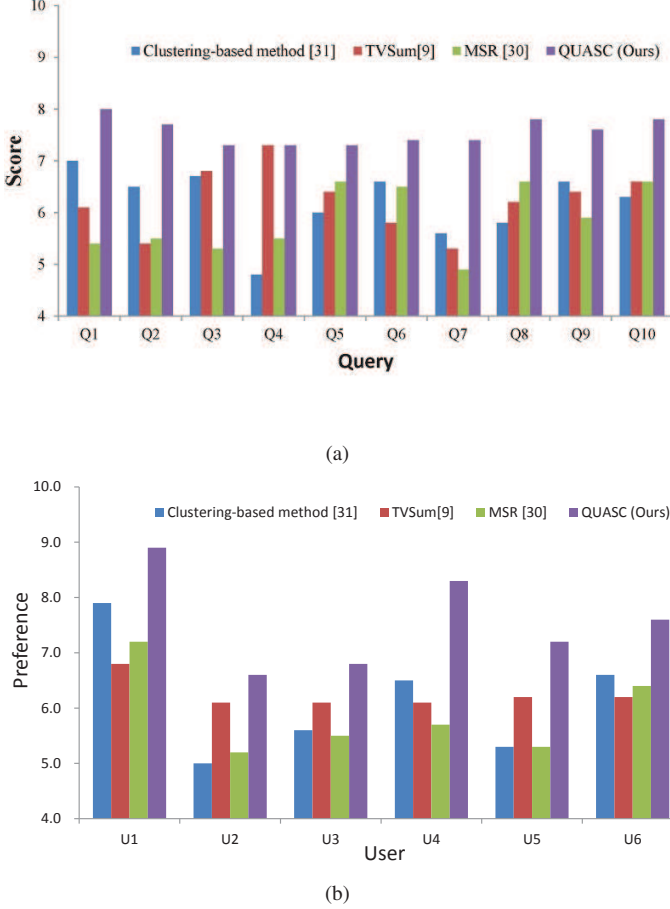 10
9
8
7
6
5
4
Score
Clustering-based method [31] TVSum[9] MSR [30] QUASC (Ours)
Q1 Q2 Q3 Q4 Q5 Q6 Q7 Q8 Q9 Q10
Query
(a)
10.0
9.0
8.0
7.0
6.0
5.0
4.0
Preference
Clustering-based method [31] TVSum[9] MSR [30] QUASC (Ours)
U1 U2 U3 U4 U5 U6
User
(b)